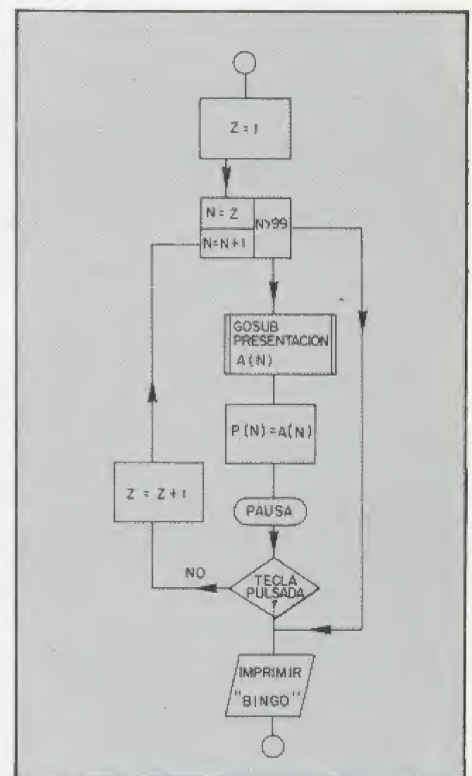 Z = 1
N = Z
N=N+1
N>99
GOSUB
PRESENTACION
A(N)
P(N)=A(N)
PAUSA
TECLA
PULSADA
?
NO
Z = Z+1
IMPRIMIR
"BINGO"